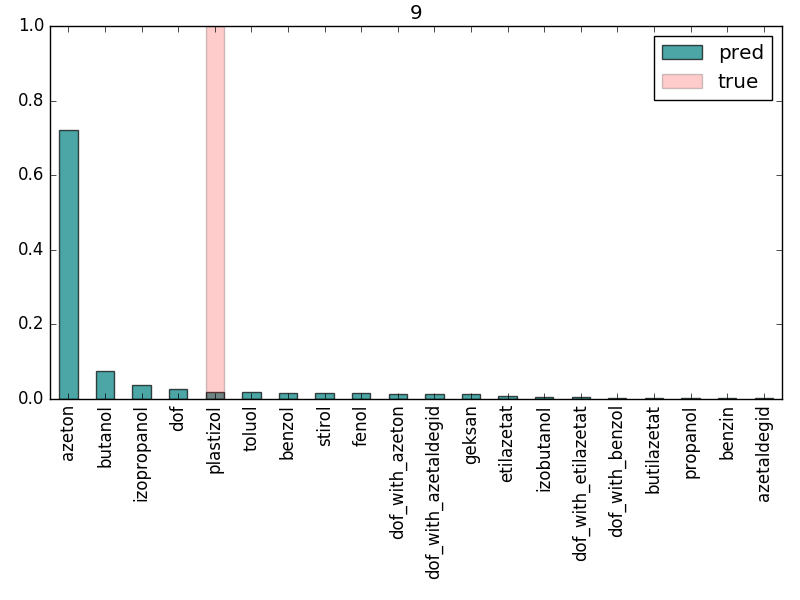 9
1.0
0.8
0.6
0.4
0.2
0.0
pred
true
azeton
butanol
izopropanol
dof
plastizol
toluol
benzol
stirol
fenol
dof_with_azeton
dof_with_azetaldegid
geksan
etilazetat
izobutanol
dof_with_etilazetat
dof_with_benzol
butilazetat
propanol
benzin
azetaldegid